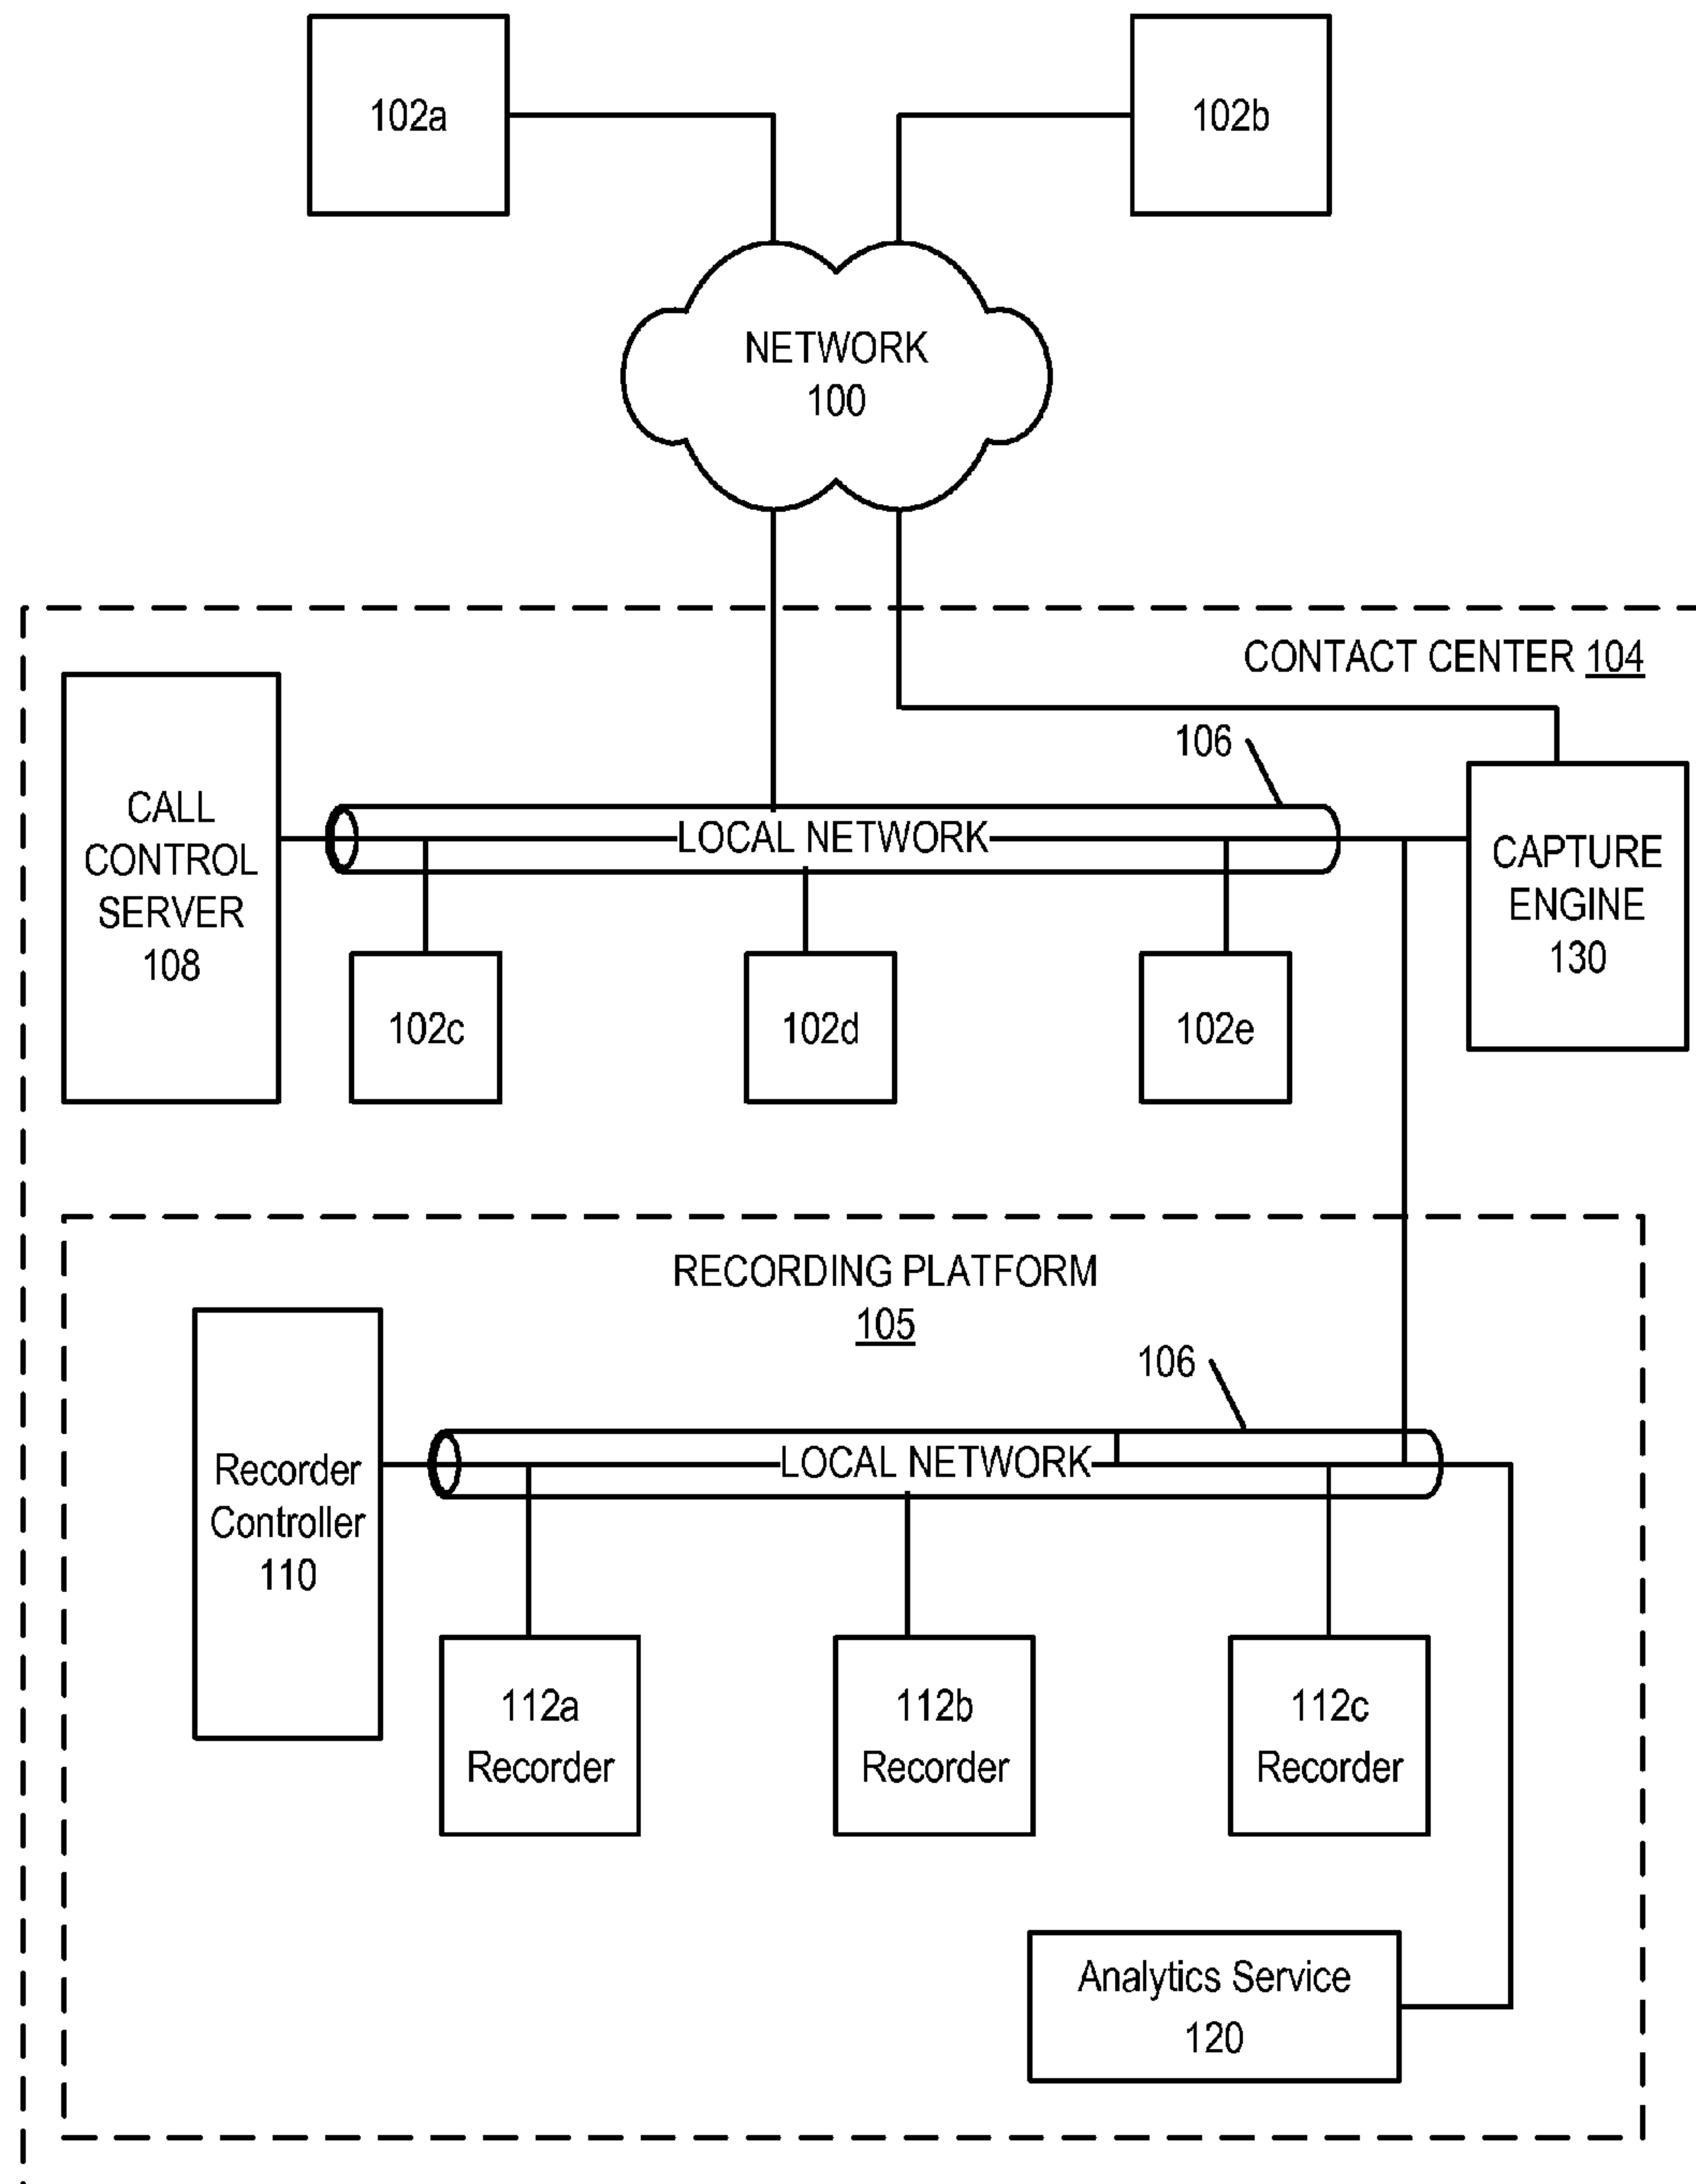 102a
102b
NETWORK
100
CONTACT CENTER 104
106
CALL
CONTROL
SERVER
108
LOCAL NETWORK
CAPTURE
ENGINE
130
102c
102d
102e
RECORDING PLATFORM
105
106
Recorder
Controller
110
LOCAL NETWORK
112a
Recorder
112b
Recorder
112c
Recorder
Analytics Service
120